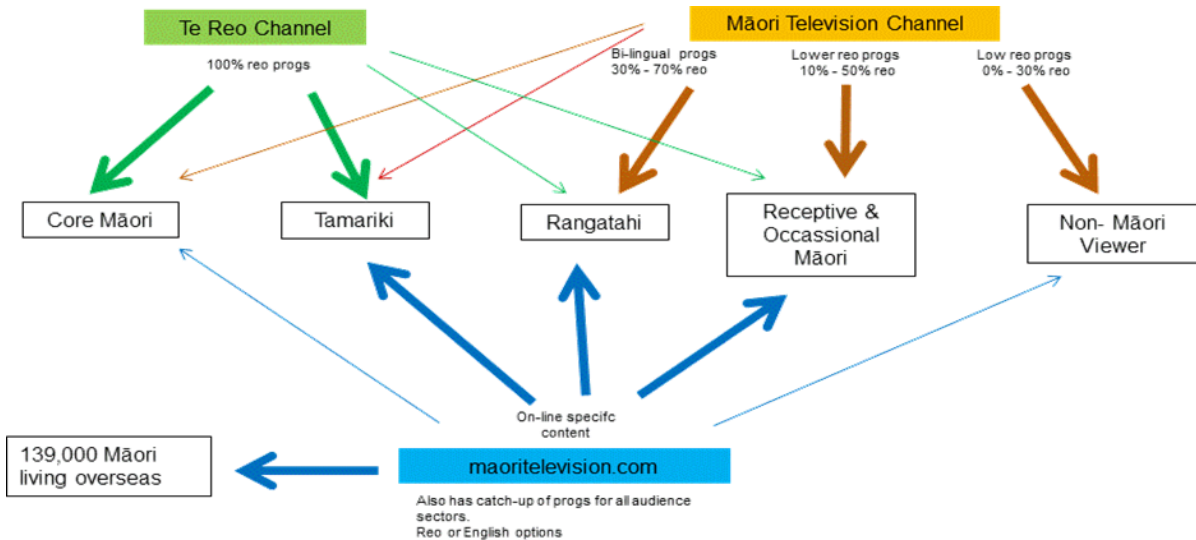 Te Reo Channel
Māori Television Channel
100% reo progs
Bi-lingual progs
30% - 70% reo
Lower reo progs
10% - 50% reo
Low reo progs
0% - 30% reo
Core Māori
Tamariki
Rangatahi
Receptive &
Occassional
Māori
Non- Māori
Viewer
On-line specifc
content
139,000 Māori
living overseas
maoritelevision.com
Also has catch-up of progs for all audience
sectors.
Reo or English options